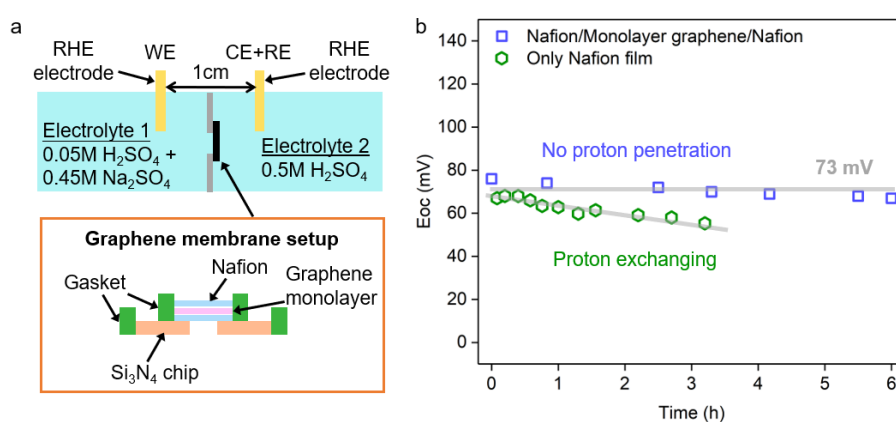 a
RHE WE CE+RE RHE
electrode 1cm electrode
Electrolyte 1
0.05M H₂SO₄ +
0.45M Na₂SO₄
Electrolyte 2
0.5M H₂SO₄
Graphene membrane setup
Nafion
Gasket
Graphene
monolayer
Si₃N₄ chip
b
Nafion/Monolayer graphene/Nafion
Only Nafion film
No proton penetration
73 mV
Proton exchanging
Eoc (mV)
140
120
100
80
60
40
20
0
0 1 2 3 4 5 6
Time (h)